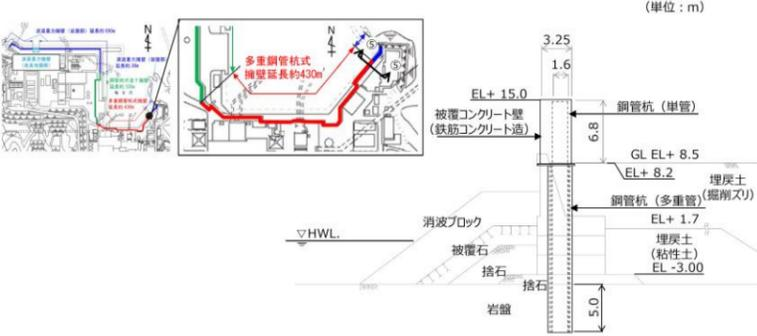 (単位：m)
N
N
多重鋼管杭式
擁壁延長約430m
⑤
⑤
3.25
1.6
EL+ 15.0
鋼管杭（単管）
被覆コンクリート壁
(鉄筋コンクリート造)
6.8
GL EL+ 8.5
EL+ 8.2
埋戻土
(掘削ズリ)
鋼管杭（多重管）
EL+ 1.7
消波ブロック
▽HWL.
埋戻土
(粘性土)
被覆石
EL -3.00
捨石
捨石
岩盤
5.0